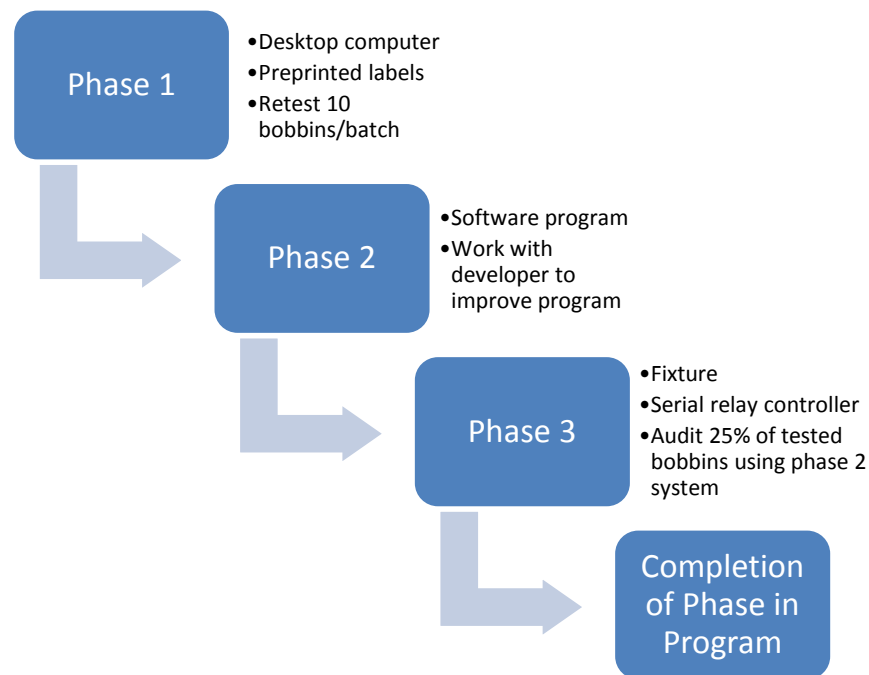 Phase 1
•Desktop computer
•Preprinted labels
•Retest 10
bobbins/batch
Phase 2
•Software program
•Work with
developer to
improve program
Phase 3
•Fixture
•Serial relay controller
•Audit 25% of tested
bobbins using phase 2
system
Completion
of Phase in
Program